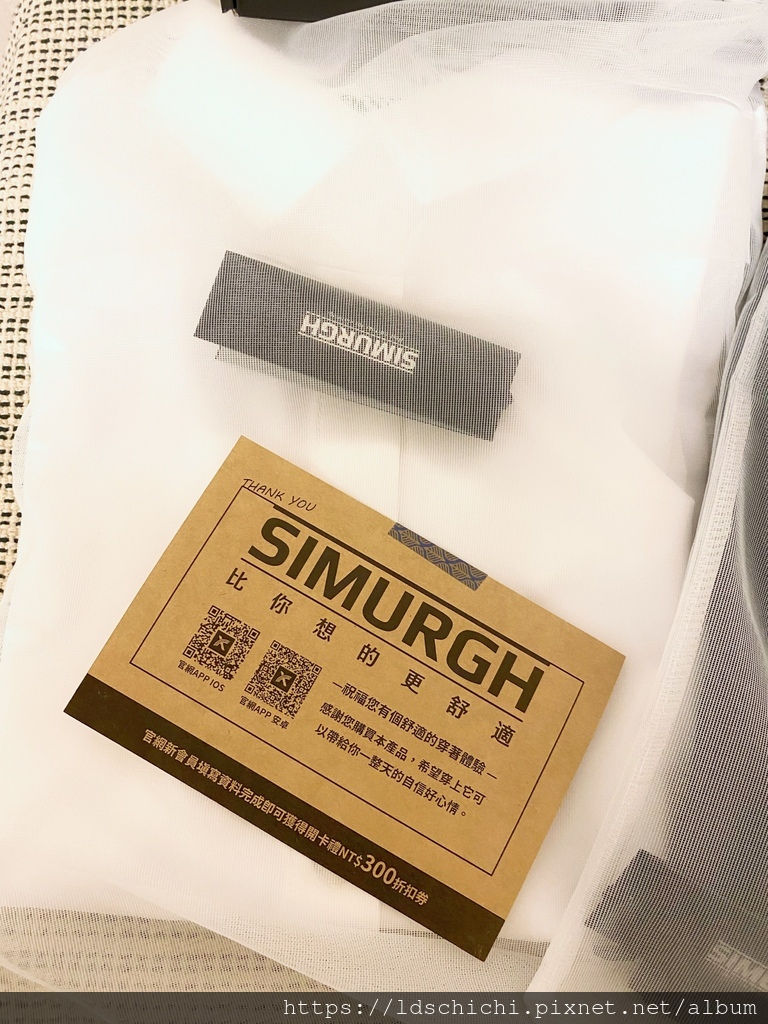 SIMURGH
THANK YOU
SIMURGH
比你想的更舒適
官網APP IOS
官網APP 安卓
—祝福您有個舒適的穿著體驗—
感謝您購買本產品，希望穿上它可
以帶給你一整天的自信好心情。
官網新會員填寫資料完成即可獲得開卡禮NT$300折扣券
SIMU
https://ldschichi.pixnet.net/album